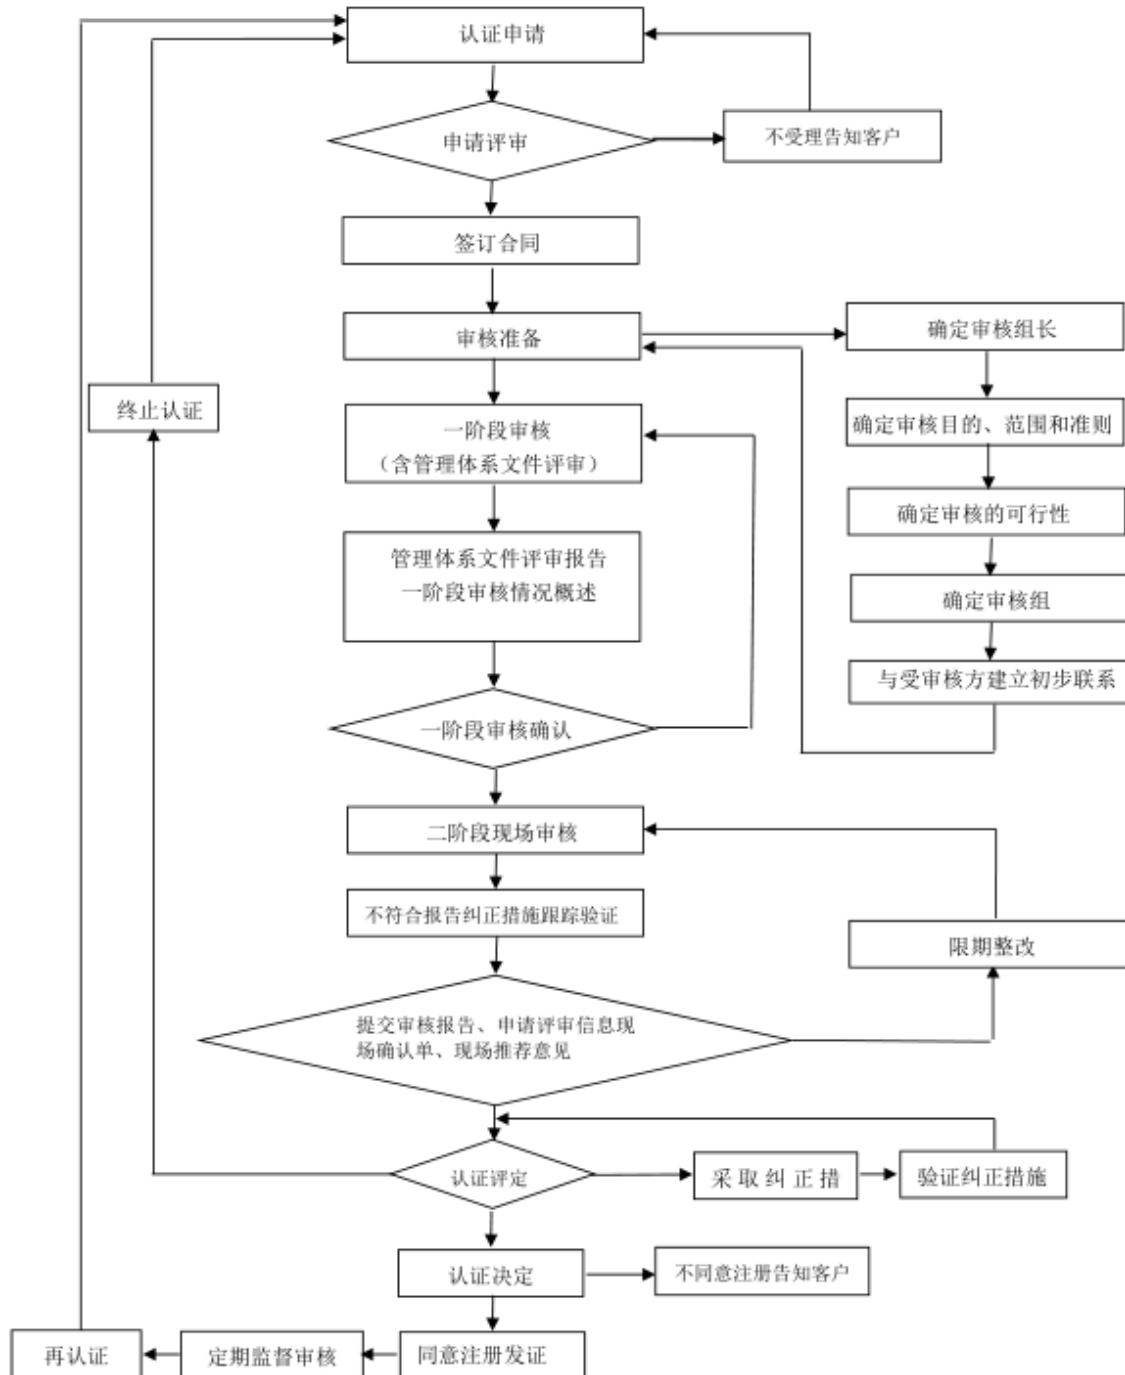 认证申请
申请评审
不受理告知客户
签订合同
审核准备
确定审核组长
终止认证
一阶段审核
（含管理体系文件评审）
确定审核目的、范围和准则
确定审核的可行性
管理体系文件评审报告
一阶段审核情况概述
确定审核组
与受审核方建立初步联系
一阶段审核确认
二阶段现场审核
不符合报告纠正措施跟踪验证
限期整改
提交审核报告、申请评审信息现
场确认单、现场推荐意见
认证评定
采取纠正措
验证纠正措施
认证决定
不同意注册告知客户
再认证
定期监督审核
同意注册发证